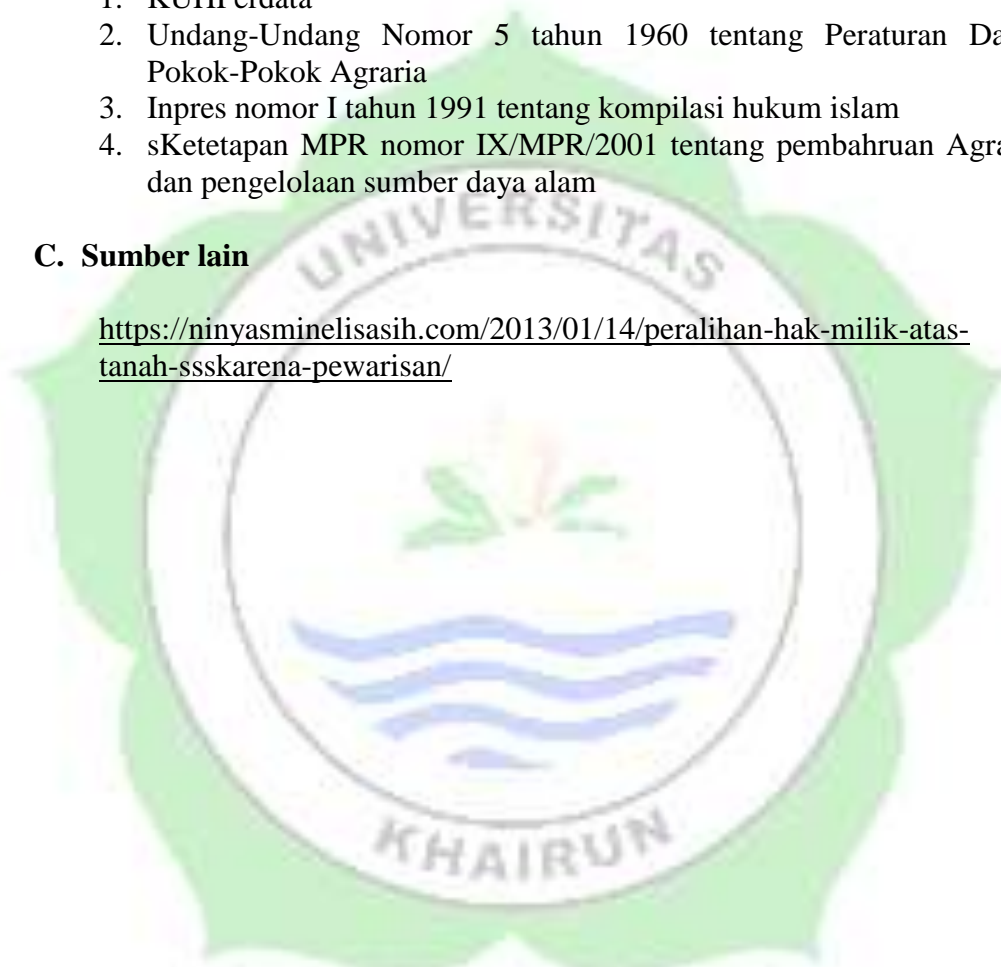 1. KUHPerdata
2. Undang-Undang Nomor 5 tahun 1960 tentang Peraturan Da
Pokok-Pokok Agraria
3. Inpres nomor I tahun 1991 tentang kompilasi hukum islam
4. sKetetapan MPR nomor IX/MPR/2001 tentang pembahruan Agra
dan pengelolaan sumber daya alam
UNIVERSITAS
C. Sumber lain
https://ninyasminelisasih.com/2013/01/14/peralihan-hak-milik-atas-
tanah-ssskarena-pewarisan/
KHAIRUN